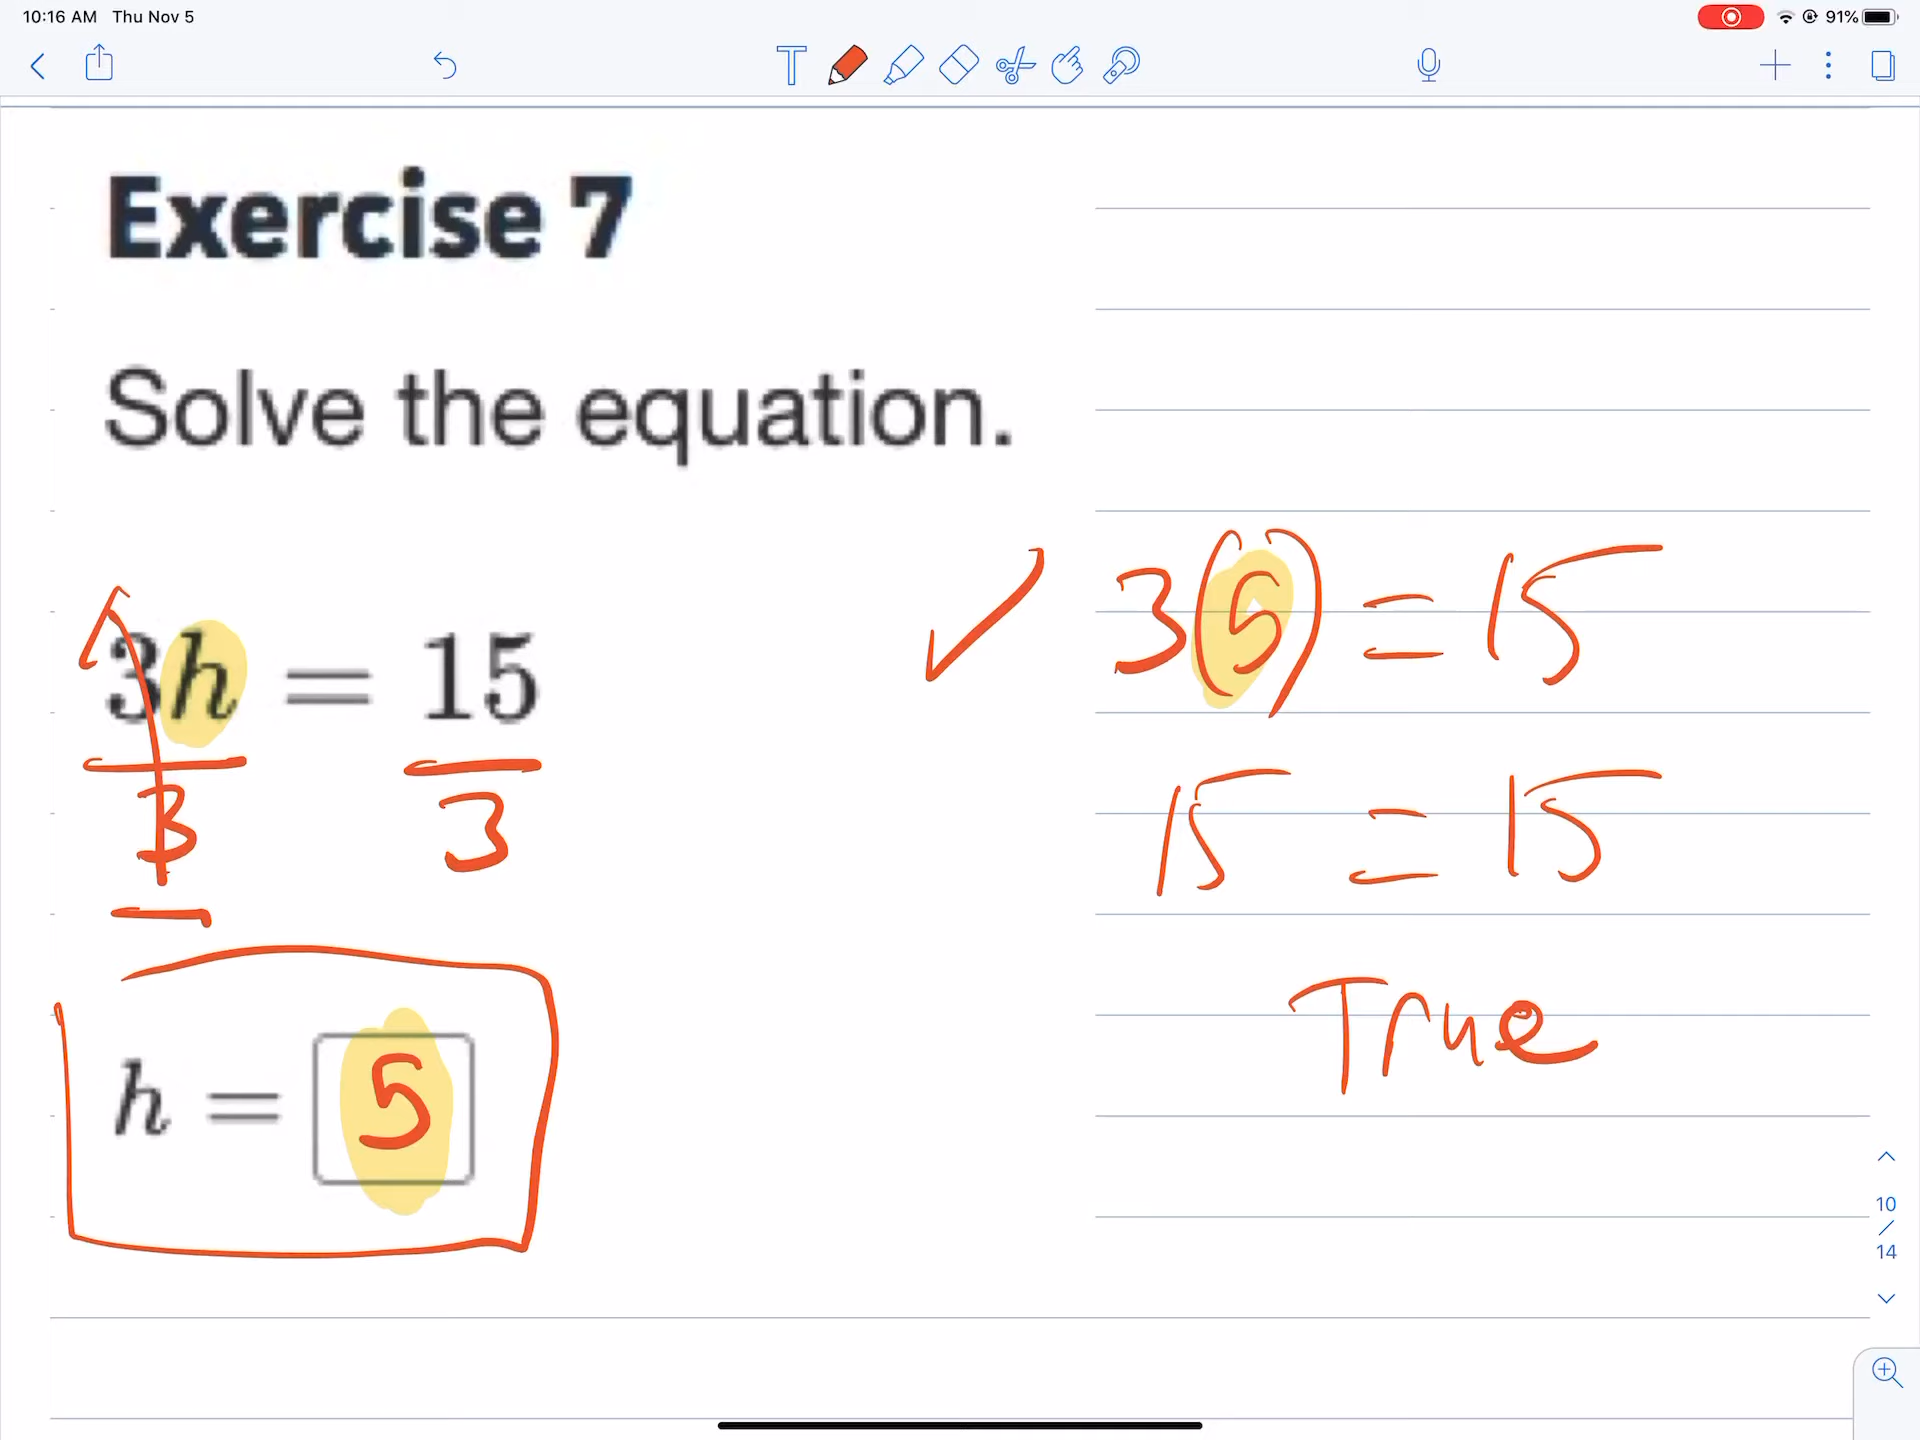 10:16 AM Thu Nov 5
91%
Exercise 7
Solve the equation.
3h = 15
3 3
h = 5
3(5) = 15
15 = 15
True
10
/
14